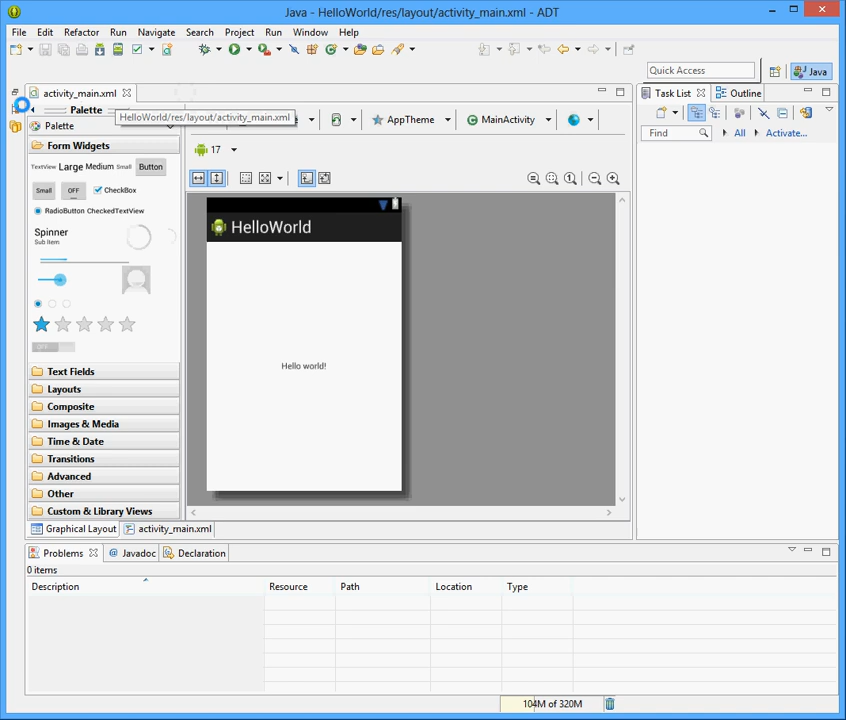 Java - HelloWorld/res/layout/activity_main.xml - ADT
File Edit Refactor Run Navigate Search Project Run Window Help
Quick Access
Java
activity_main.xml
Task List
Outline
Palette
HelloWorld/res/layout/activity_main.xml
AppTheme
MainActivity
Find
All
Activate...
Palette
Form Widgets
17
TextView Large Medium Small Button
Small
OFF
CheckBox
RadioButton CheckedTextView
Spinner
Sub Item
OFF
HelloWorld
Hello world!
Text Fields
Layouts
Composite
Images & Media
Time & Date
Transitions
Advanced
Other
Custom & Library Views
Graphical Layout
activity_main.xml
Problems
@ Javadoc
Declaration
0 items
Description Resource Path Location Type
104M of 320M